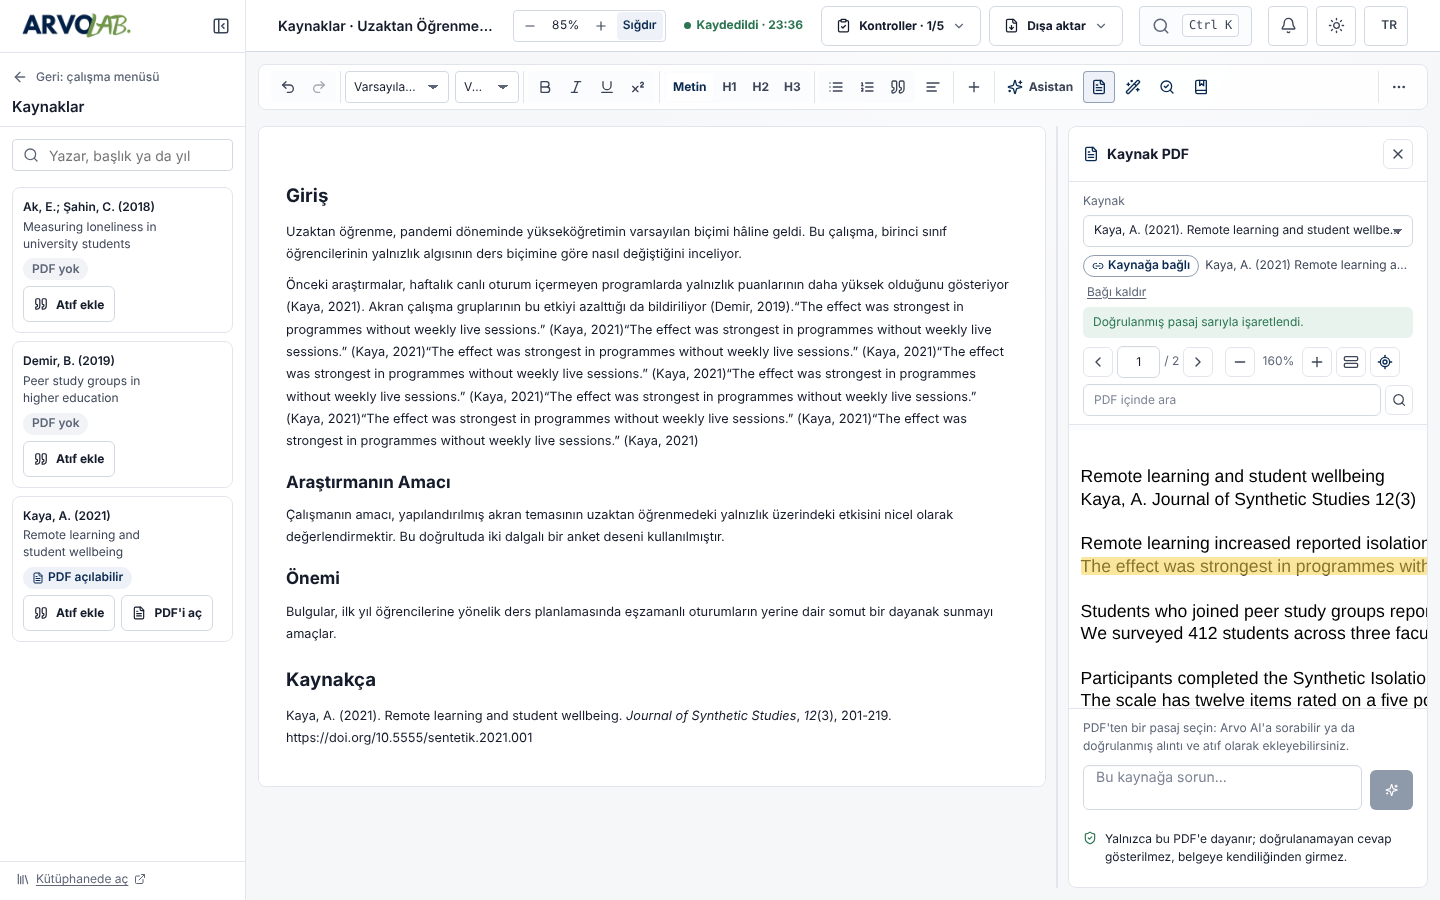 ARVOLAB.
Geri: çalışma menüsü
Kaynaklar
Yazar, başlık ya da yıl
Ak, E.; Şahin, C. (2018)
Measuring loneliness in
university students
PDF yok
Atıf ekle
Demir, B. (2019)
Peer study groups in
higher education
PDF yok
Atıf ekle
Kaya, A. (2021)
Remote learning and
student wellbeing
PDF açılabilir
Atıf ekle
PDF'i aç
Kütüphanede aç
Kaynaklar · Uzaktan Öğrenme...
85%
Sığdır
Kaydedildi · 23:36
Kontroller · 1/5
Dışa aktar
Ctrl K
TR
Varsayıla...
V...
B I U x²
Metin H1 H2 H3
Asistan
Giriş
Uzaktan öğrenme, pandemi döneminde yükseköğretimin varsayılan biçimi hâline geldi. Bu çalışma, birinci sınıf
öğrencilerinin yalnızlık algısının ders biçimine göre nasıl değiştiğini inceliyor.
Önceki araştırmalar, haftalık canlı oturum içermeyen programlarda yalnızlık puanlarının daha yüksek olduğunu gösteriyor
(Kaya, 2021). Akran çalışma gruplarının bu etkiyi azalttığı da bildiriliyor (Demir, 2019).“The effect was strongest in
programmes without weekly live sessions.” (Kaya, 2021)“The effect was strongest in programmes without weekly live
sessions.” (Kaya, 2021)“The effect was strongest in programmes without weekly live sessions.” (Kaya, 2021)“The effect
was strongest in programmes without weekly live sessions.” (Kaya, 2021)“The effect was strongest in programmes
without weekly live sessions.” (Kaya, 2021)“The effect was strongest in programmes without weekly live sessions.”
(Kaya, 2021)“The effect was strongest in programmes without weekly live sessions.” (Kaya, 2021)“The effect was
strongest in programmes without weekly live sessions.” (Kaya, 2021)
Araştırmanın Amacı
Çalışmanın amacı, yapılandırılmış akran temasının uzaktan öğrenmedeki yalnızlık üzerindeki etkisini nicel olarak
değerlendirmektir. Bu doğrultuda iki dalgalı bir anket deseni kullanılmıştır.
Önemi
Bulgular, ilk yıl öğrencilerine yönelik ders planlamasında eşzamanlı oturumların yerine dair somut bir dayanak sunmayı
amaçlar.
Kaynakça
Kaya, A. (2021). Remote learning and student wellbeing. Journal of Synthetic Studies, 12(3), 201-219.
https://doi.org/10.5555/sentetik.2021.001
Kaynak PDF
Kaynak
Kaya, A. (2021). Remote learning and student wellbe...
Kaynağa bağlı
Kaya, A. (2021) Remote learning a...
Bağı kaldır
Doğrulanmış pasaj sarıyla işaretlendi.
1 / 2
160%
PDF içinde ara
Remote learning and student wellbeing
Kaya, A. Journal of Synthetic Studies 12(3)
Remote learning increased reported isolation
The effect was strongest in programmes with
Students who joined peer study groups repor
We surveyed 412 students across three facu
Participants completed the Synthetic Isolatio
The scale has twelve items rated on a five po
PDF'ten bir pasaj seçin: Arvo AI'a sorabilir ya da
doğrulanmış alıntı ve atıf olarak ekleyebilirsiniz.
Bu kaynağa sorun...
Yalnızca bu PDF'e dayanır; doğrulanamayan cevap
gösterilmez, belgeye kendiliğinden girmez.